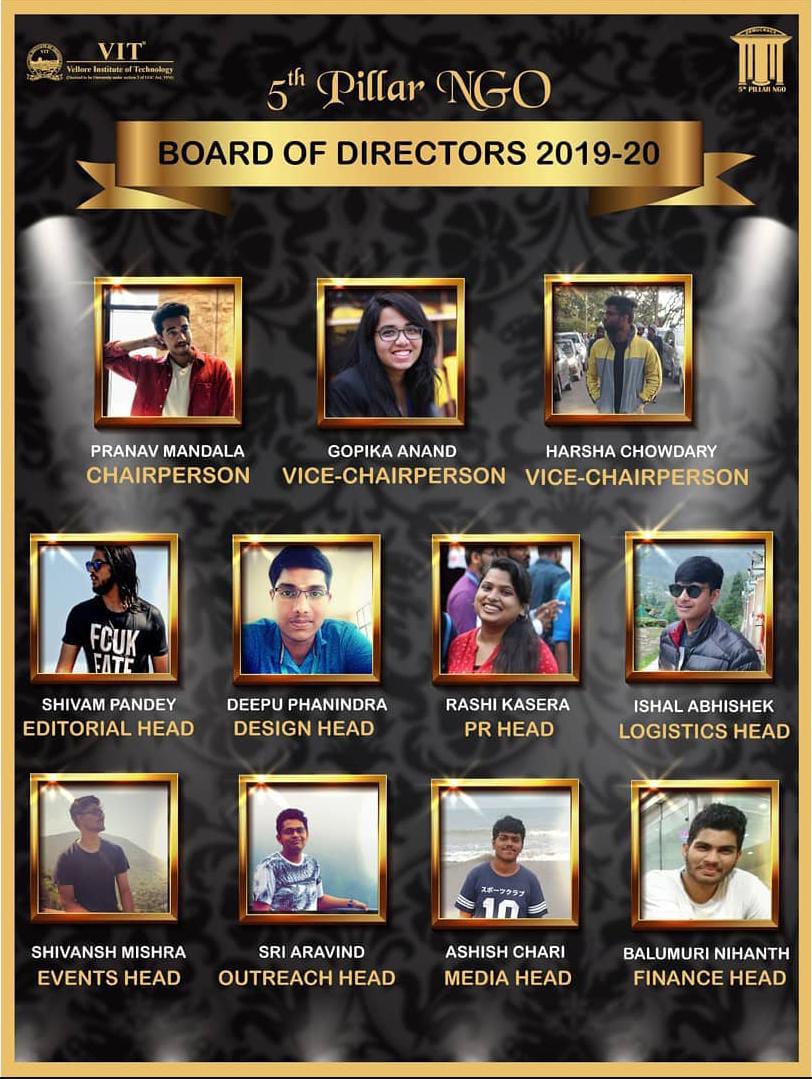 VIT
Vellore Institute of Technology
(Deemed to be University under section 3 of UGC Act, 1956)
DEMOCRACY
5th PILLAR NGO
5th Pillar NGO
BOARD OF DIRECTORS 2019-20
PRANAV MANDALA
CHAIRPERSON
GOPIKA ANAND
VICE-CHAIRPERSON
HARSHA CHOWDARY
VICE-CHAIRPERSON
FCUK
FATE
SHIVAM PANDEY
EDITORIAL HEAD
DEEPU PHANINDRA
DESIGN HEAD
RASHI KASERA
PR HEAD
ISHAL ABHISHEK
LOGISTICS HEAD
SHIVANSH MISHRA
EVENTS HEAD
SRI ARAVIND
OUTREACH HEAD
スポーツクラブ
10
ASHISH CHARI
MEDIA HEAD
BALUMURI NIHANTH
FINANCE HEAD